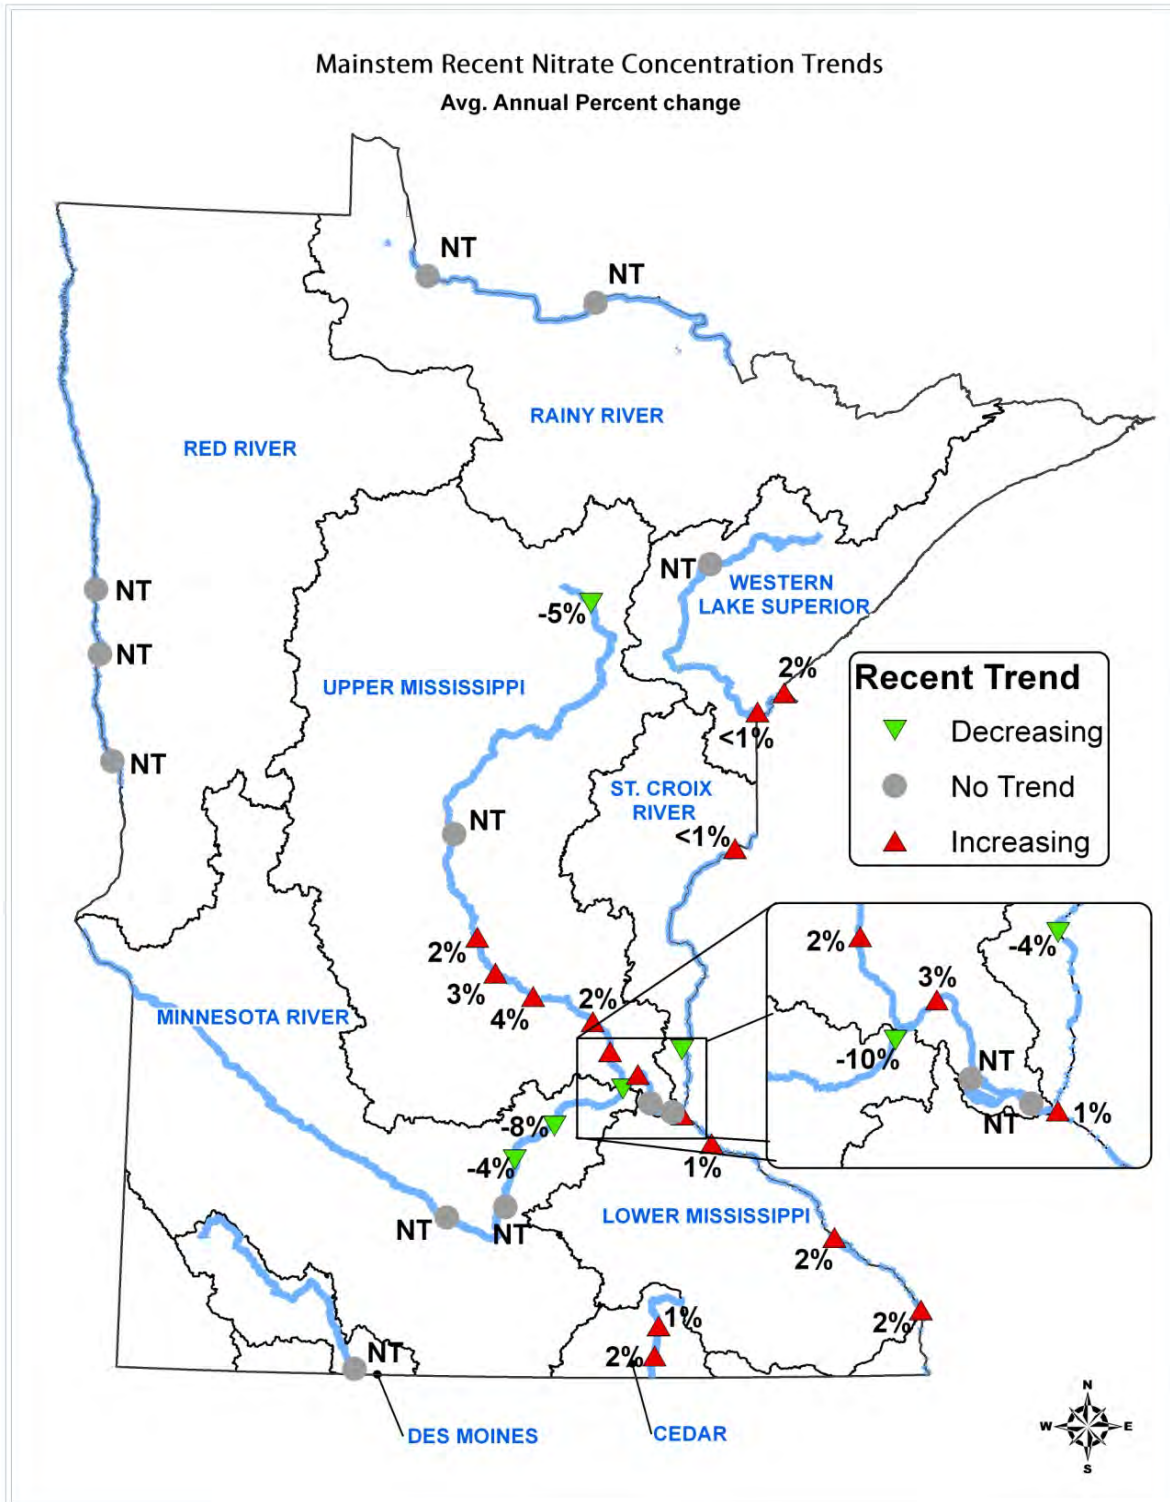 Mainstem Recent Nitrate Concentration Trends
Avg. Annual Percent change
NT
NT
RAINY RIVER
RED RIVER
NT
WESTERN
LAKE SUPERIOR
NT
-5%
NT
UPPER MISSISSIPPI
2%
<1%
NT
ST. CROIX
RIVER
NT
<1%
Recent Trend
Decreasing
No Trend
Increasing
2%
3%
4%
2%
MINNESOTA RIVER
2%
3%
-4%
-10%
NT
NT
1%
-8%
-4%
1%
NT
NT
LOWER MISSISSIPPI
2%
2%
1%
2%
NT
DES MOINES
CEDAR
N
W
E
S